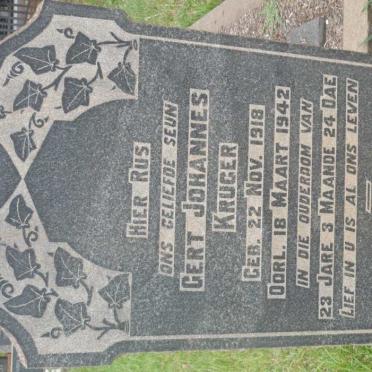 HER RUS
ONS GELIEFDE SEUN
GERT JOHANNES
KRUGER
GEB. 22 NOV. 1918
OORL. 18 MAART 1942
IN DIE OUDERDOM VAN
23 JARE 3 MAANDE 24 DAE
LIEF IN U IS AL ONS LEVEN